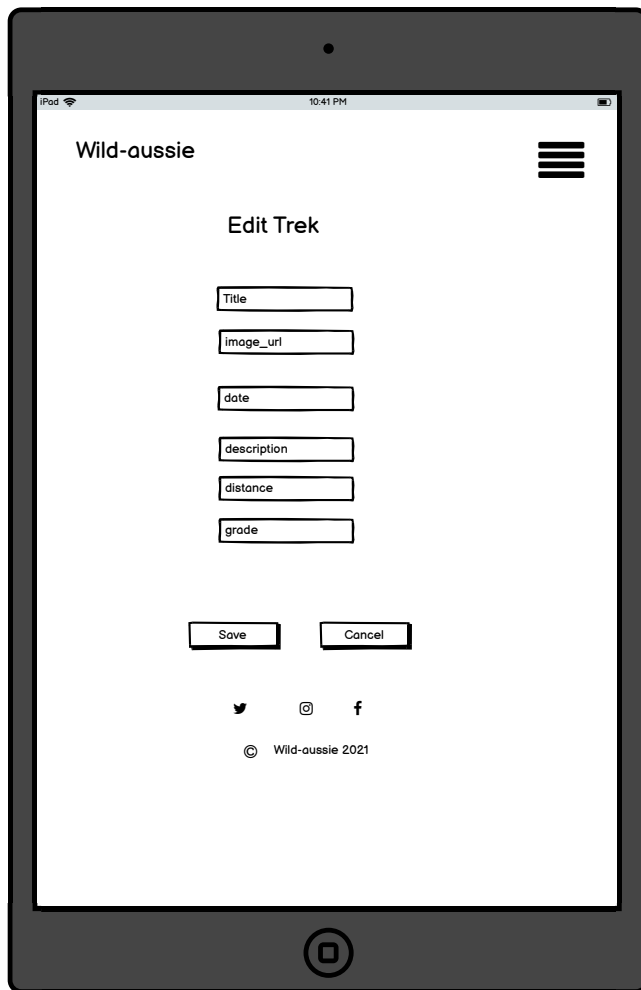 iPad 10:41 PM
Wild-aussie
Edit Trek
Title
image_url
date
description
distance
grade
Save Cancel
© Wild-aussie 2021